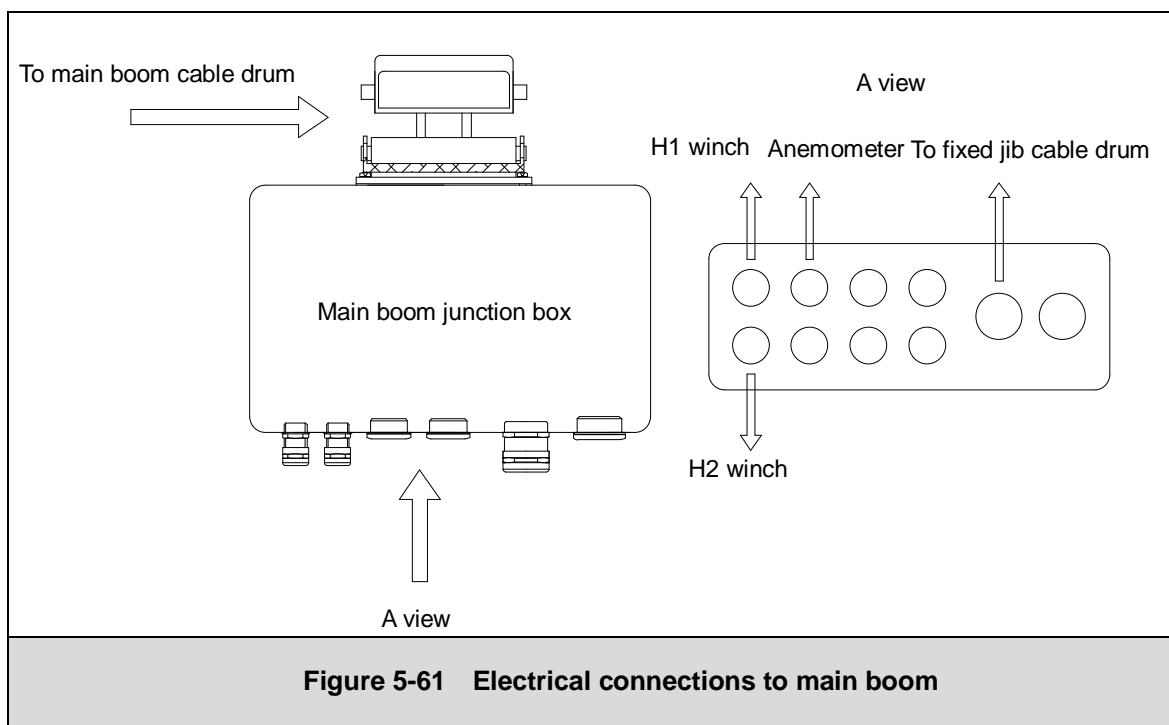 To main boom cable drum
A view
H1 winch Anemometer To fixed jib cable drum
Main boom junction box
H2 winch
A view
Figure 5-61 Electrical connections to main boom